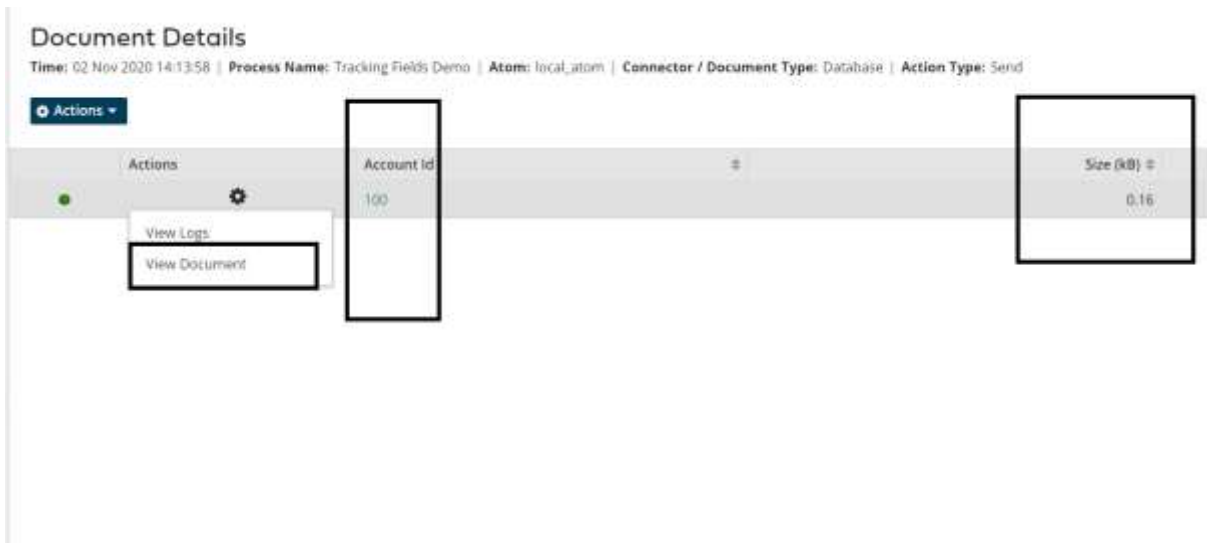 Document Details
Time: 02 Nov 2020 14:13:58 | Process Name: Tracking Fields Demo | Atom: local_atom | Connector / Document Type: Database | Action Type: Send
Actions
Actions Account Id Size (kB)
100 0.16
View Logs
View Document